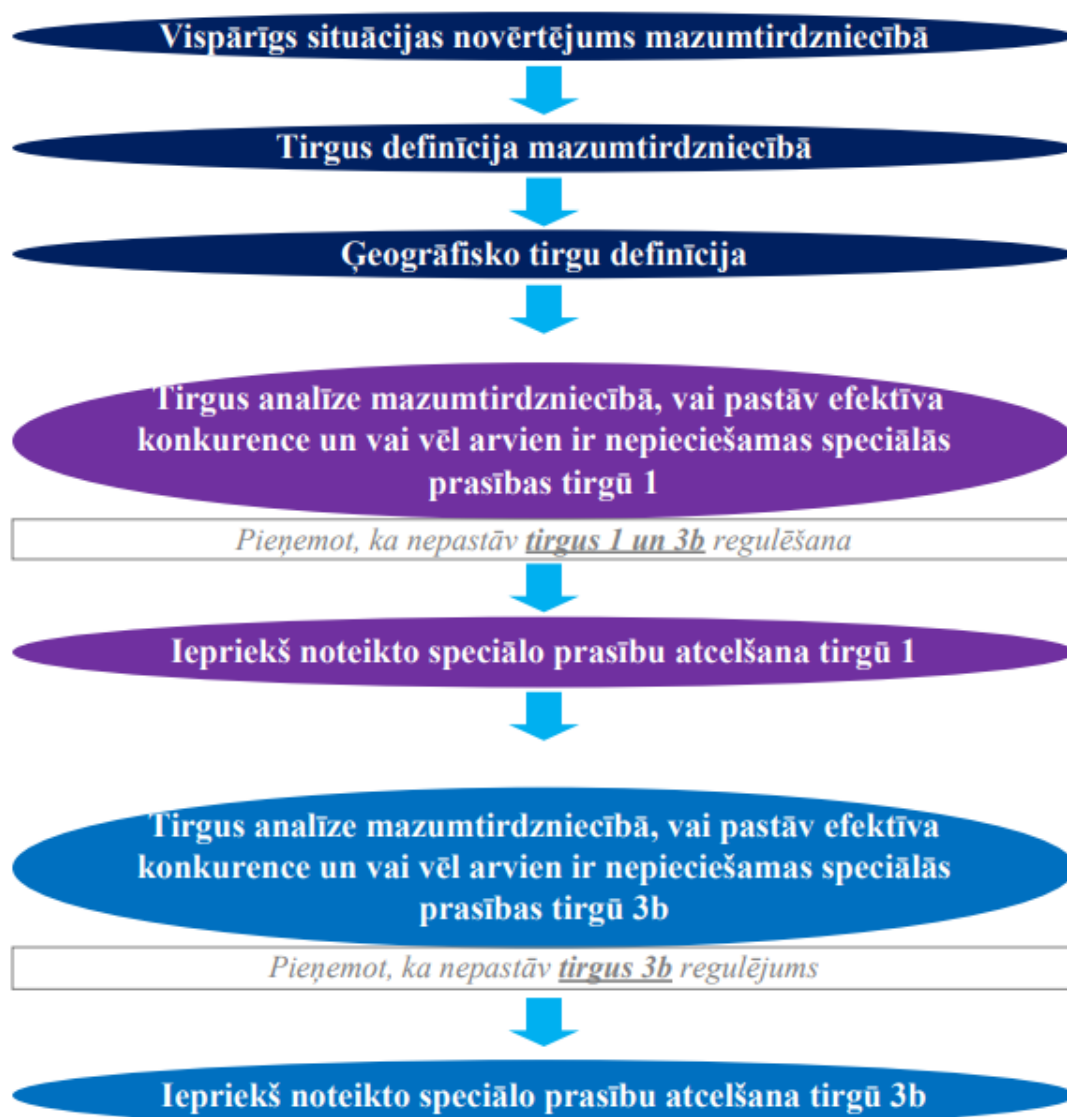 Vispārīgs situācijas novērtējums mazumtirdzniecībā
Tirgus definīcija mazumtirdzniecībā
Ģeogrāfisko tirgu definīcija
Tirgus analīze mazumtirdzniecībā, vai pastāv efektīva
konkurence un vai vēl arvien ir nepieciešamas speciālās
prasības tirgū 1
Pieņemot, ka nepastāv tirgus 1 un 3b regulēšana
Iepriekš noteikto speciālo prasību atcelšana tirgū 1
Tirgus analīze mazumtirdzniecībā, vai pastāv efektīva
konkurence un vai vēl arvien ir nepieciešamas speciālās
prasības tirgū 3b
Pieņemot, ka nepastāv tirgus 3b regulējums
Iepriekš noteikto speciālo prasību atcelšana tirgū 3b